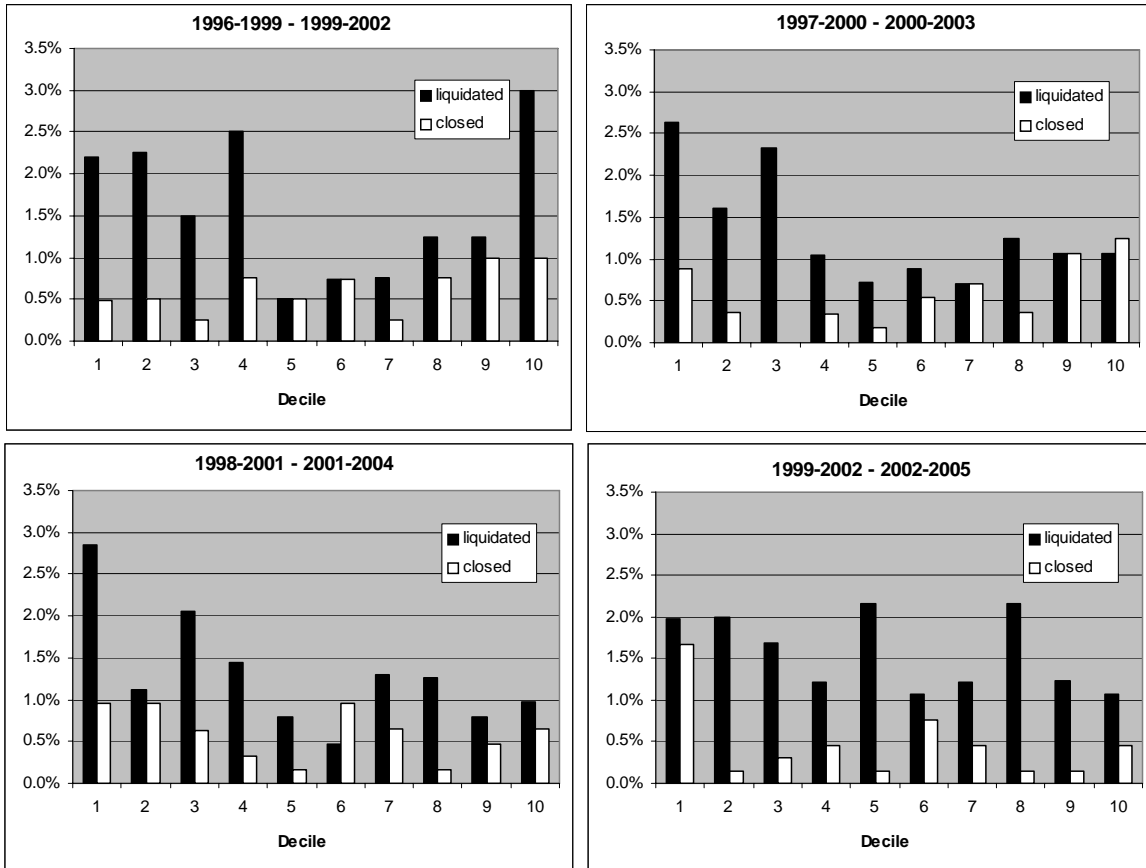 1996-1999 - 1999-2002
3.5%
3.0%
2.5%
2.0%
1.5%
1.0%
0.5%
0.0%
liquidated
closed
1 2 3 4 5 6 7 8 9 10
Decile
1997-2000 - 2000-2003
3.5%
3.0%
2.5%
2.0%
1.5%
1.0%
0.5%
0.0%
liquidated
closed
1 2 3 4 5 6 7 8 9 10
Decile
1998-2001 - 2001-2004
3.5%
3.0%
2.5%
2.0%
1.5%
1.0%
0.5%
0.0%
liquidated
closed
1 2 3 4 5 6 7 8 9 10
Decile
1999-2002 - 2002-2005
3.5%
3.0%
2.5%
2.0%
1.5%
1.0%
0.5%
0.0%
liquidated
closed
1 2 3 4 5 6 7 8 9 10
Decile